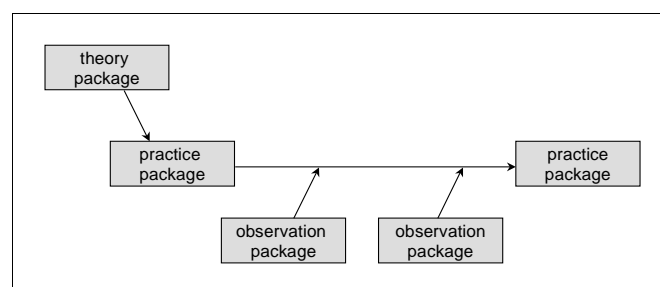 theory
package
practice
package
practice
package
observation
package
observation
package